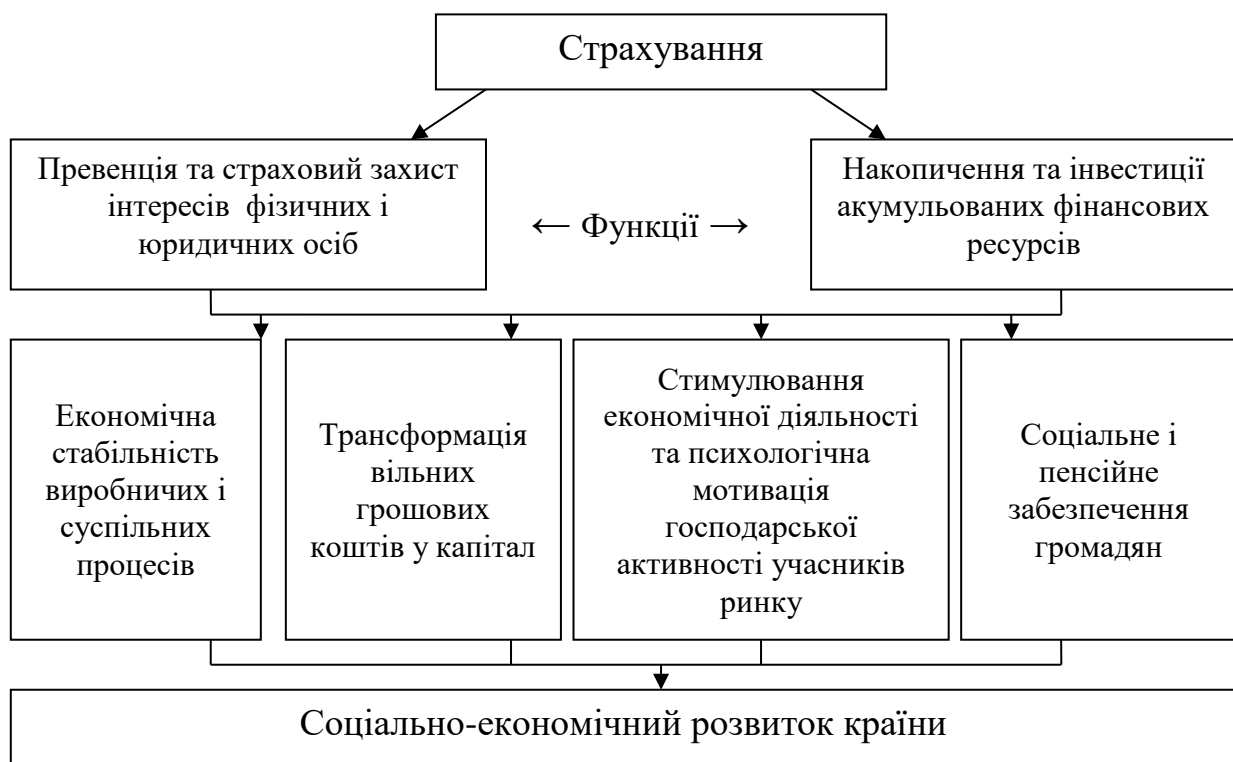 Страхування
Превенція та страховий захист
інтересів фізичних і
юридичних осіб
← Функції →
Накопичення та інвестиції
акумульованих фінансових
ресурсів
Економічна
стабільність
виробничих і
суспільних
процесів
Трансформація
вільних
грошових
коштів у капітал
Стимулювання
економічної діяльності
та психологічна
мотивація
господарської
активності учасників
ринку
Соціальне і
пенсійне
забезпечення
громадян
Соціально-економічний розвиток країни